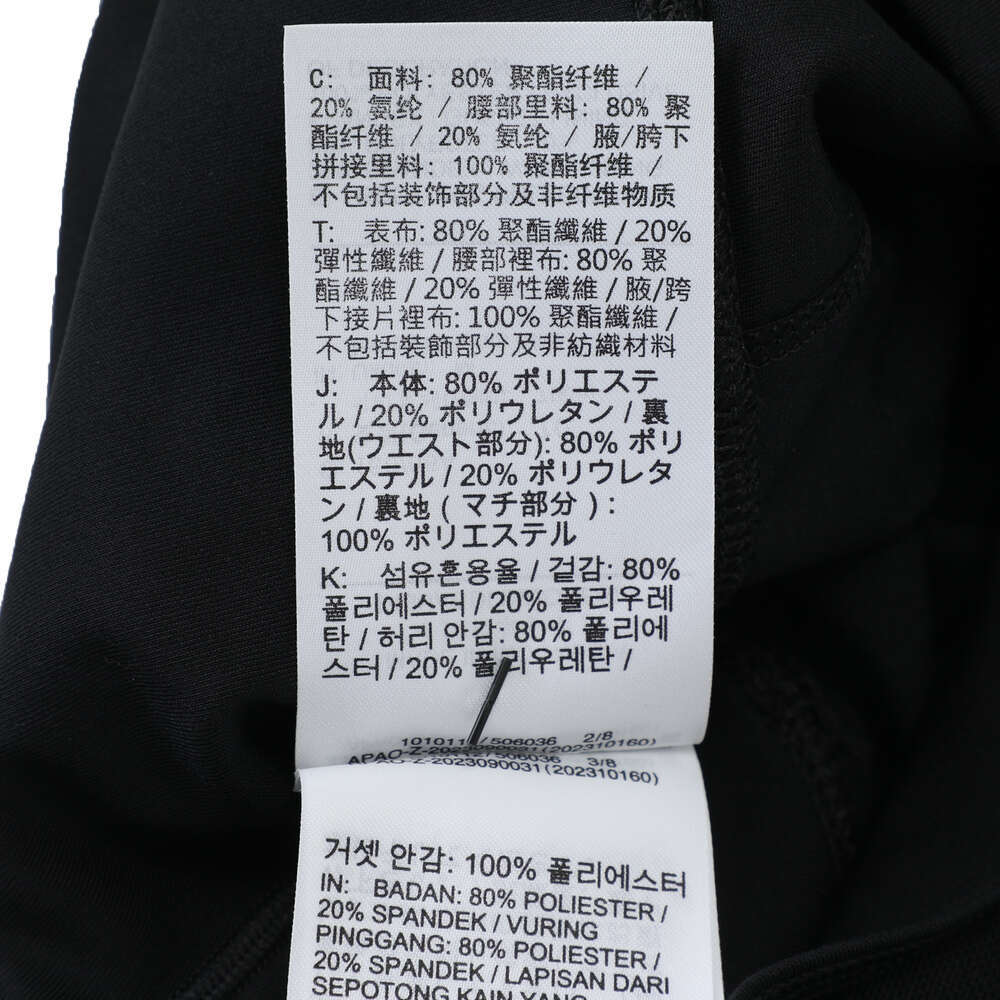 C: 面料: 80% 聚酯纤维 /
20% 氨纶 / 腰部里料: 80% 聚
酯纤维 / 20% 氨纶 / 腋/胯下
拼接里料: 100% 聚酯纤维 /
不包括装饰部分及非纤维物质
T: 表布: 80% 聚酯纖維 / 20%
彈性纖維 / 腰部裡布: 80% 聚
酯纖維 / 20% 彈性纖維 / 腋/跨
下接片裡布: 100% 聚酯纖維 /
不包括裝飾部分及非紡織材料
J: 本体: 80% ポリエステ
ル / 20% ポリウレタン / 裏
地(ウエスト部分): 80% ポリ
エステル / 20% ポリウレタ
ン / 裏地 ( マチ部分 ) :
100% ポリエステル
K: 섬유혼용율 / 겉감: 80%
폴리에스터 / 20% 폴리우레
탄 / 허리 안감: 80% 폴리에
스터 / 20% 폴리우레탄 /
1010112/506036 2/8
APAO-Z-2023090031(202310160)
/506036 3/8
APAO-Z-2023090031(202310160)
거셋 안감: 100% 폴리에스터
IN: BADAN: 80% POLIESTER /
20% SPANDEK / VURING
PINGGANG: 80% POLIESTER /
20% SPANDEK / LAPISAN DARI
SEPOTONG KAIN YANG